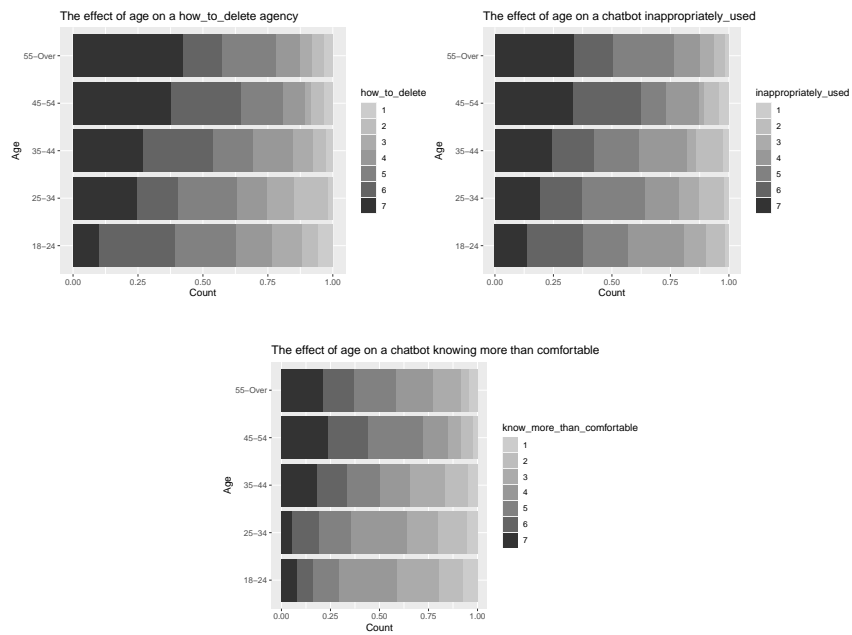 The effect of age on a how_to_delete agency
55−Over
45−54
35−44
25−34
18−24
Age
0.00 0.25 0.50 0.75 1.00
Count
how_to_delete
1
2
3
4
5
6
7
The effect of age on a chatbot inappropriately_used
55−Over
45−54
35−44
25−34
18−24
Age
0.00 0.25 0.50 0.75 1.00
Count
inappropriately_used
1
2
3
4
5
6
7
The effect of age on a chatbot knowing more than comfortable
55−Over
45−54
35−44
25−34
18−24
Age
0.00 0.25 0.50 0.75 1.00
Count
know_more_than_comfortable
1
2
3
4
5
6
7